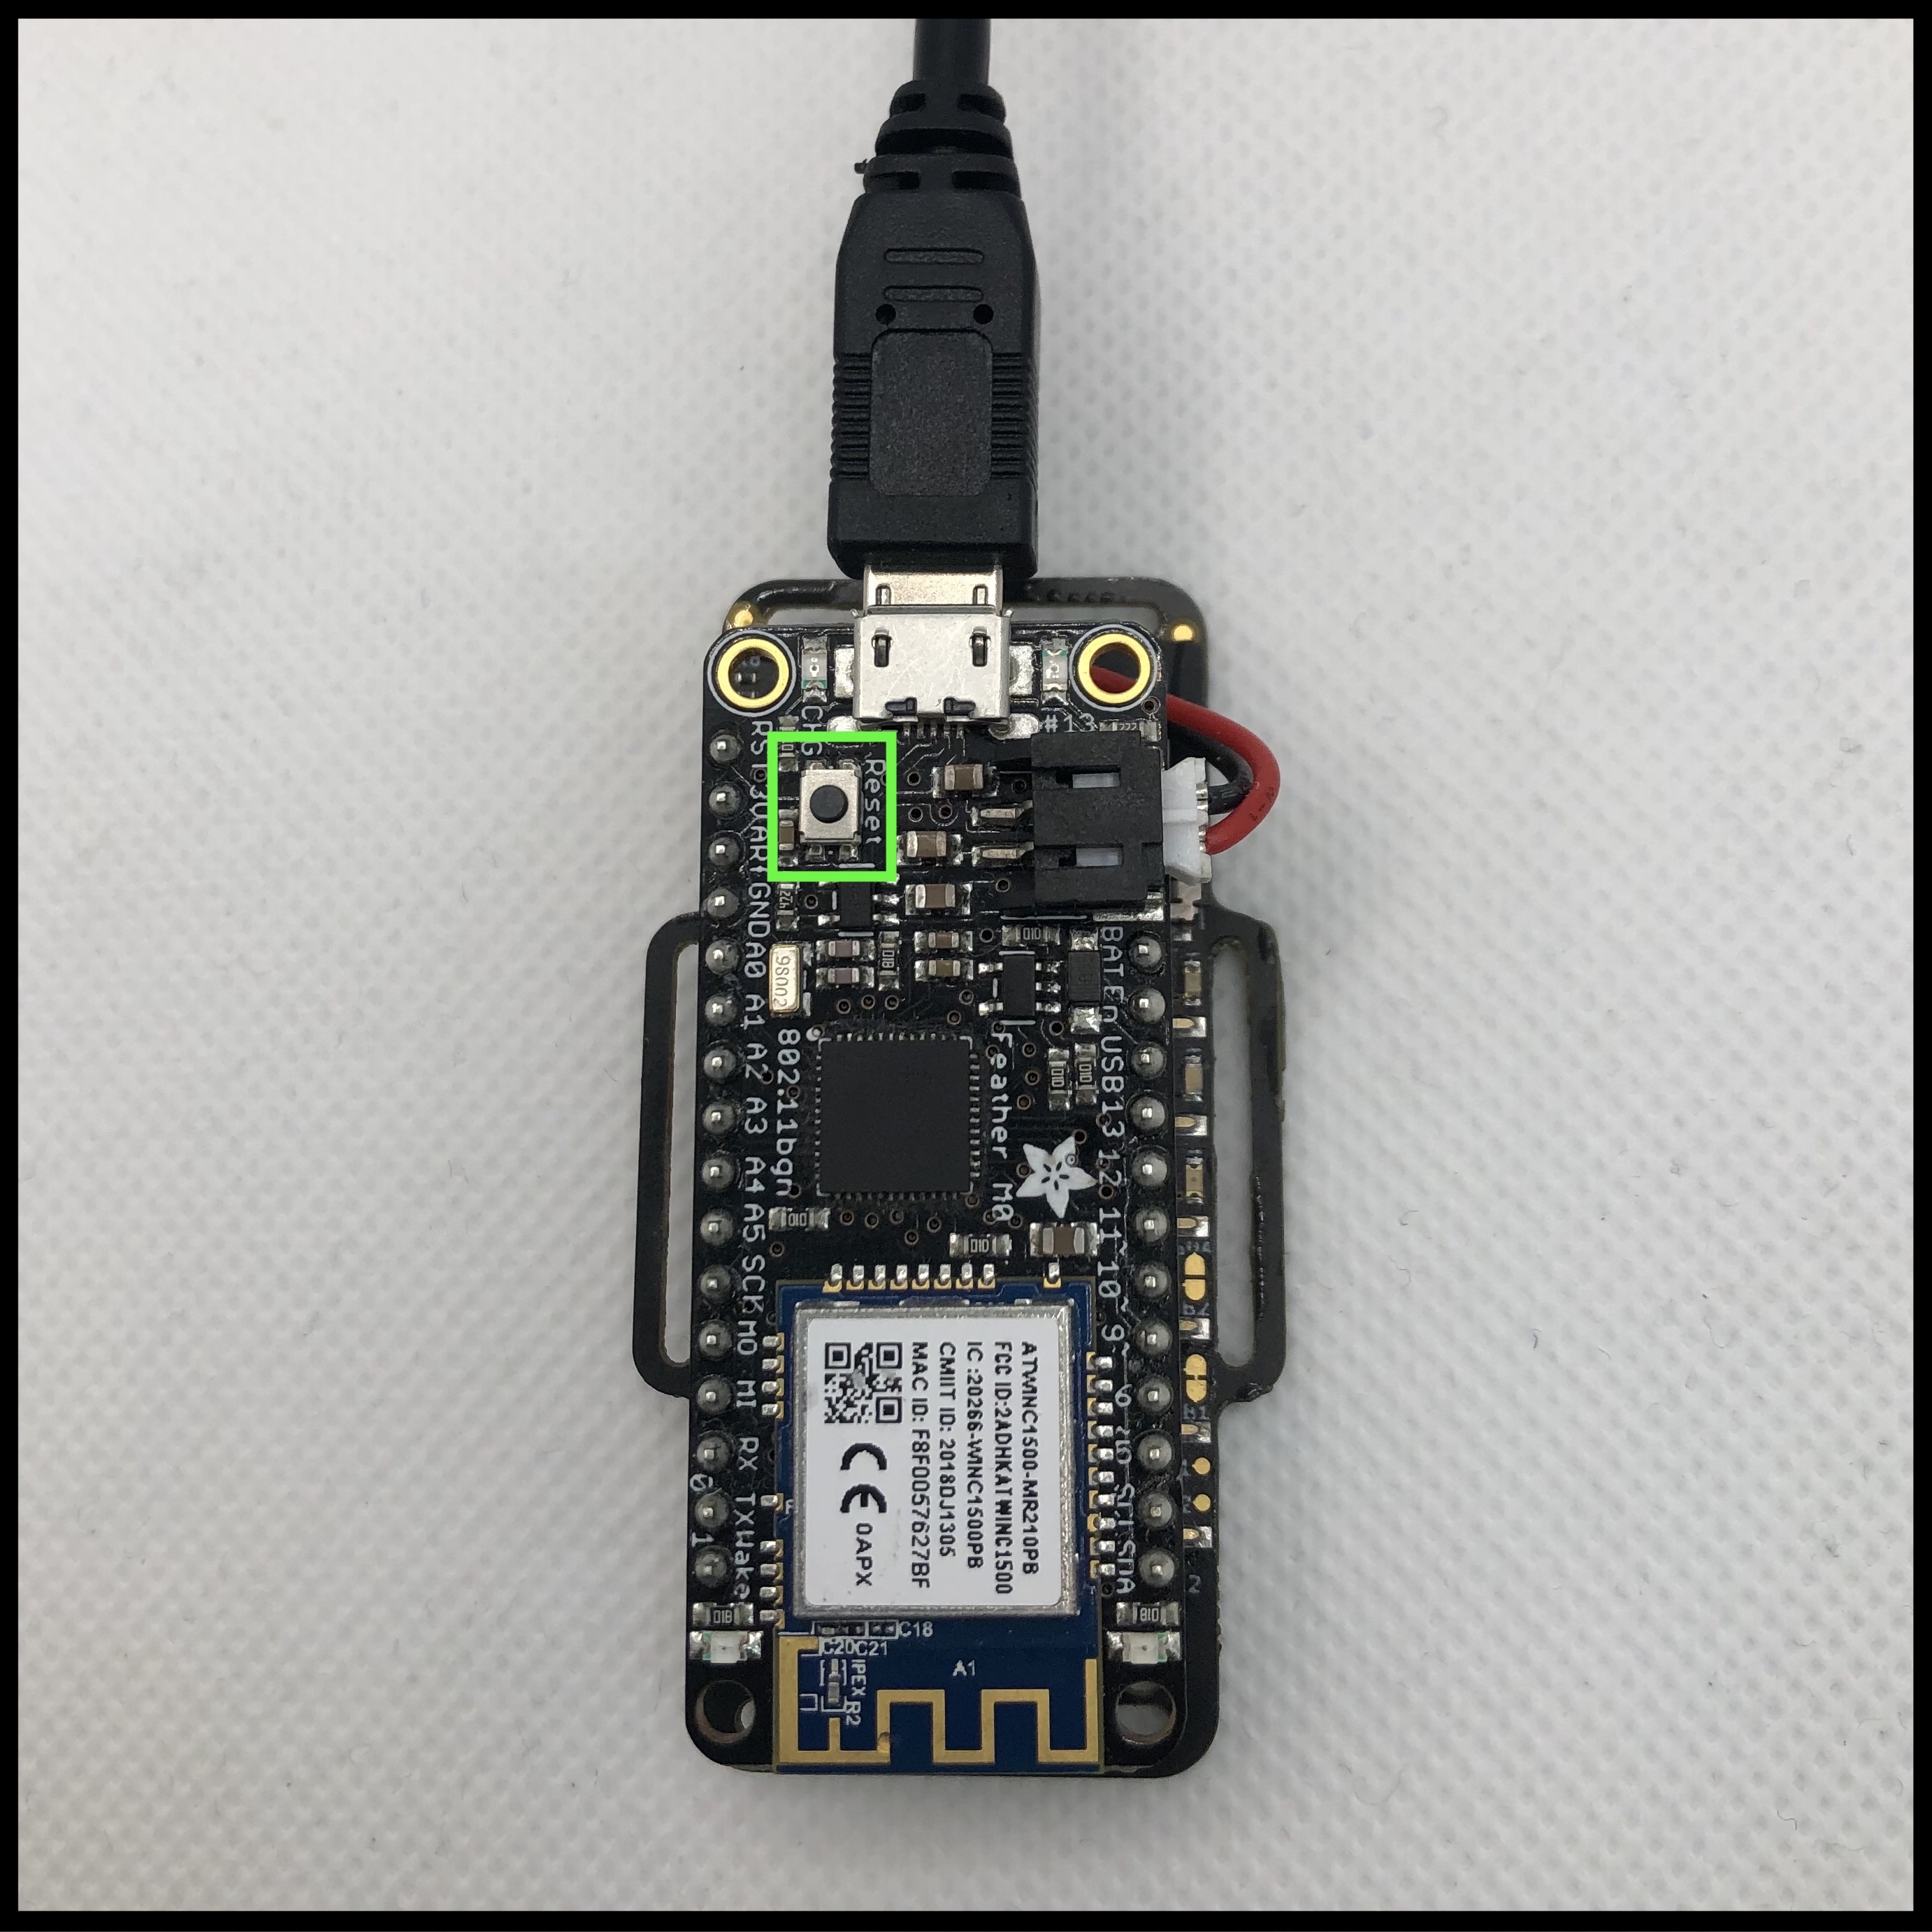 CHG
#13
Reset
RST
3V
ARf
GND
A0
A1
A2
A3
A4
A5
SCK
MO
MI
RX
TX
Wake
0
1
BAT
En
USB
13
12
11
10
9
6
5
SCL
SDA
98002
802.11bgn
Feather M0
ATWINC1500-MR210PB
FCC ID:2ADHKATWINC1500
IC :20266-WINC1500PB
CMIIT ID: 2018DJ1305
MAC ID: F8F0057627BF
CE 0APX
C18
C20C21
IPEX
R2
A1
2